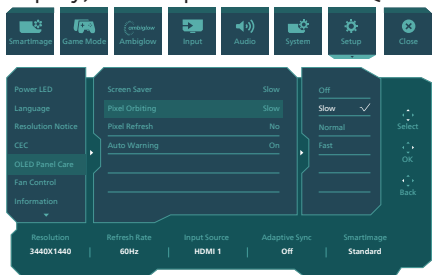 SmartImage
Game Mode
ambiglow
Ambiglow
Input
Audio
System
Setup
Close
Power LED
Language
Resolution Notice
CEC
OLED Panel Care
Fan Control
Information
Screen Saver Slow
Pixel Orbiting Slow
Pixel Refresh No
Auto Warning On
Off
Slow
Normal
Fast
Select
OK
Back
Resolution Refresh Rate Input Source Adaptive Sync SmartImage
3440X1440 60Hz HDMI 1 Off Standard